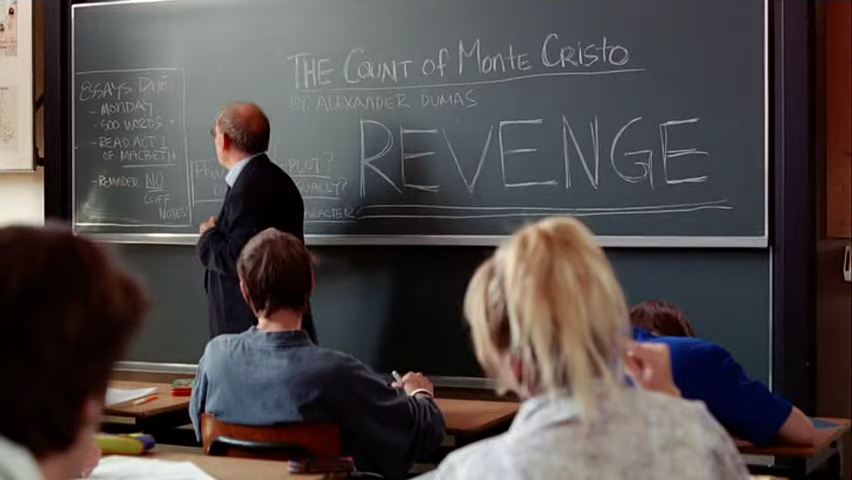 ESSAYS DUE:
- MONDAY
- 500 WORDS
- READ ACT I
OF MACBETH
- REMINDER NO
CLIFF
NOTES!
THE COUNT OF MONTE CRISTO
BY ALEXANDER DUMAS
REVENGE
PLOT?